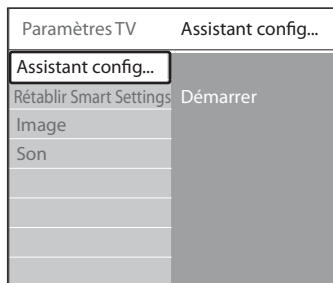 Paramètres TV Assistant config...
Assistant config...
Rétablir Smart Settings Démarrer
Image
Son